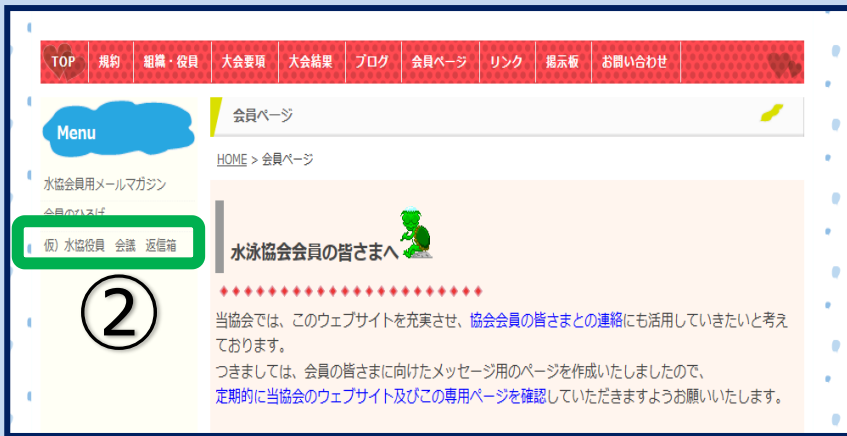 TOP 規約 組織・役員 大会要項 大会結果 ブログ 会員ページ リンク 掲示板 お問い合わせ
Menu
水協会員用メールマガジン
会員のひろば
仮）水協役員　会議　返信箱
②
会員ページ
HOME > 会員ページ
水泳協会会員の皆さまへ
当協会では、このウェブサイトを充実させ、協会会員の皆さまとの連絡にも活用していきたいと考え
ております。
つきましては、会員の皆さまに向けたメッセージ用のページを作成いたしましたので、
定期的に当協会のウェブサイト及びこの専用ページを確認していただきますようお願いいたします。